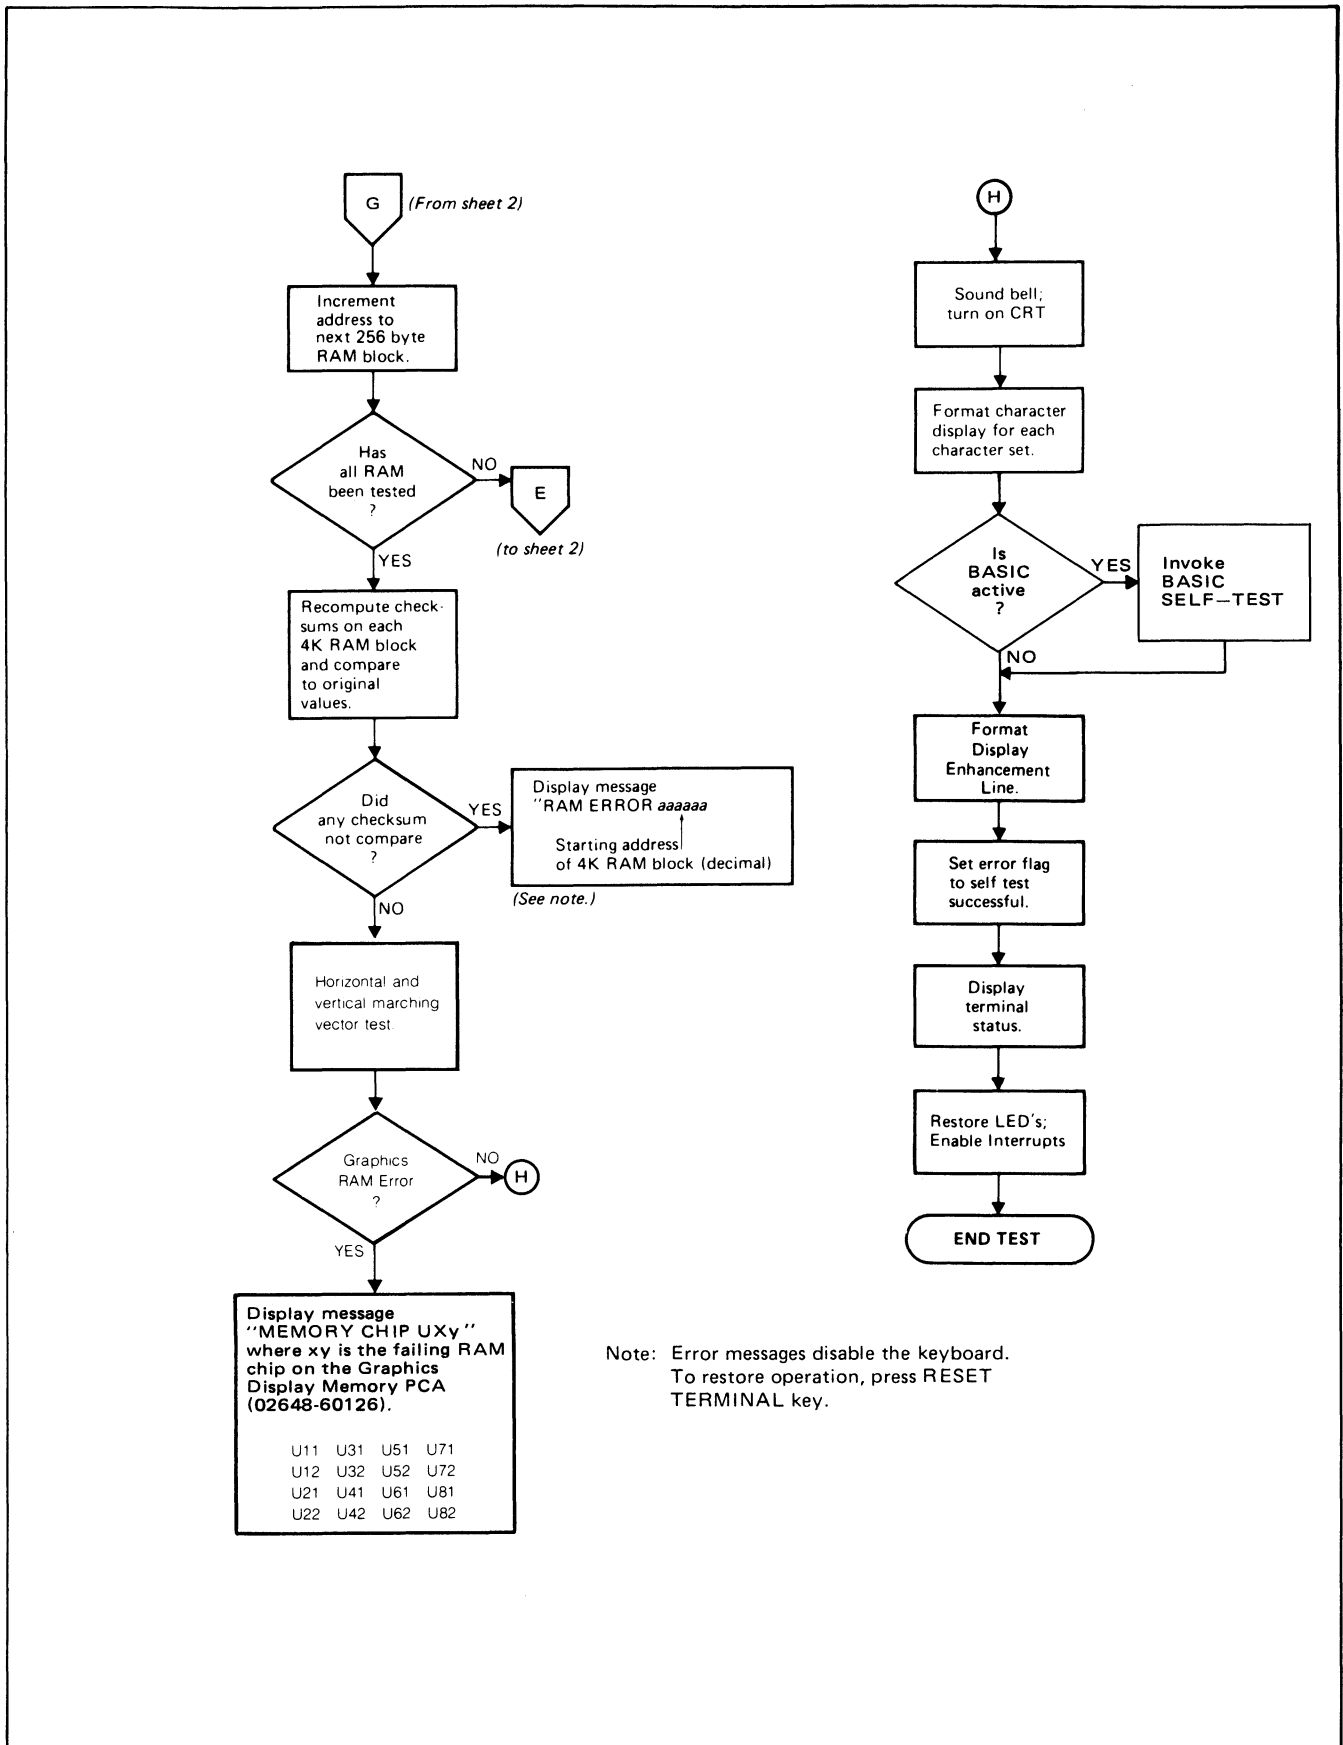 G
(From sheet 2)
Increment
address to
next 256 byte
RAM block.
Has
all RAM
been tested
?
NO
E
(to sheet 2)
YES
Recompute check-
sums on each
4K RAM block
and compare
to original
values.
Did
any checksum
not compare
?
YES
Display message
"RAM ERROR aaaaaa
Starting address
of 4K RAM block (decimal)
(See note.)
NO
Horizontal and
vertical marching
vector test.
Graphics
RAM Error
?
NO
H
YES
Display message
"MEMORY CHIP UXy"
where xy is the failing RAM
chip on the Graphics
Display Memory PCA
(02648-60126).
U11 U31 U51 U71
U12 U32 U52 U72
U21 U41 U61 U81
U22 U42 U62 U82
H
Sound bell;
turn on CRT
Format character
display for each
character set.
Is
BASIC
active
?
YES
Invoke
BASIC
SELF-TEST
NO
Format
Display
Enhancement
Line.
Set error flag
to self test
successful.
Display
terminal
status.
Restore LED's;
Enable Interrupts
END TEST
Note: Error messages disable the keyboard.
To restore operation, press RESET
TERMINAL key.